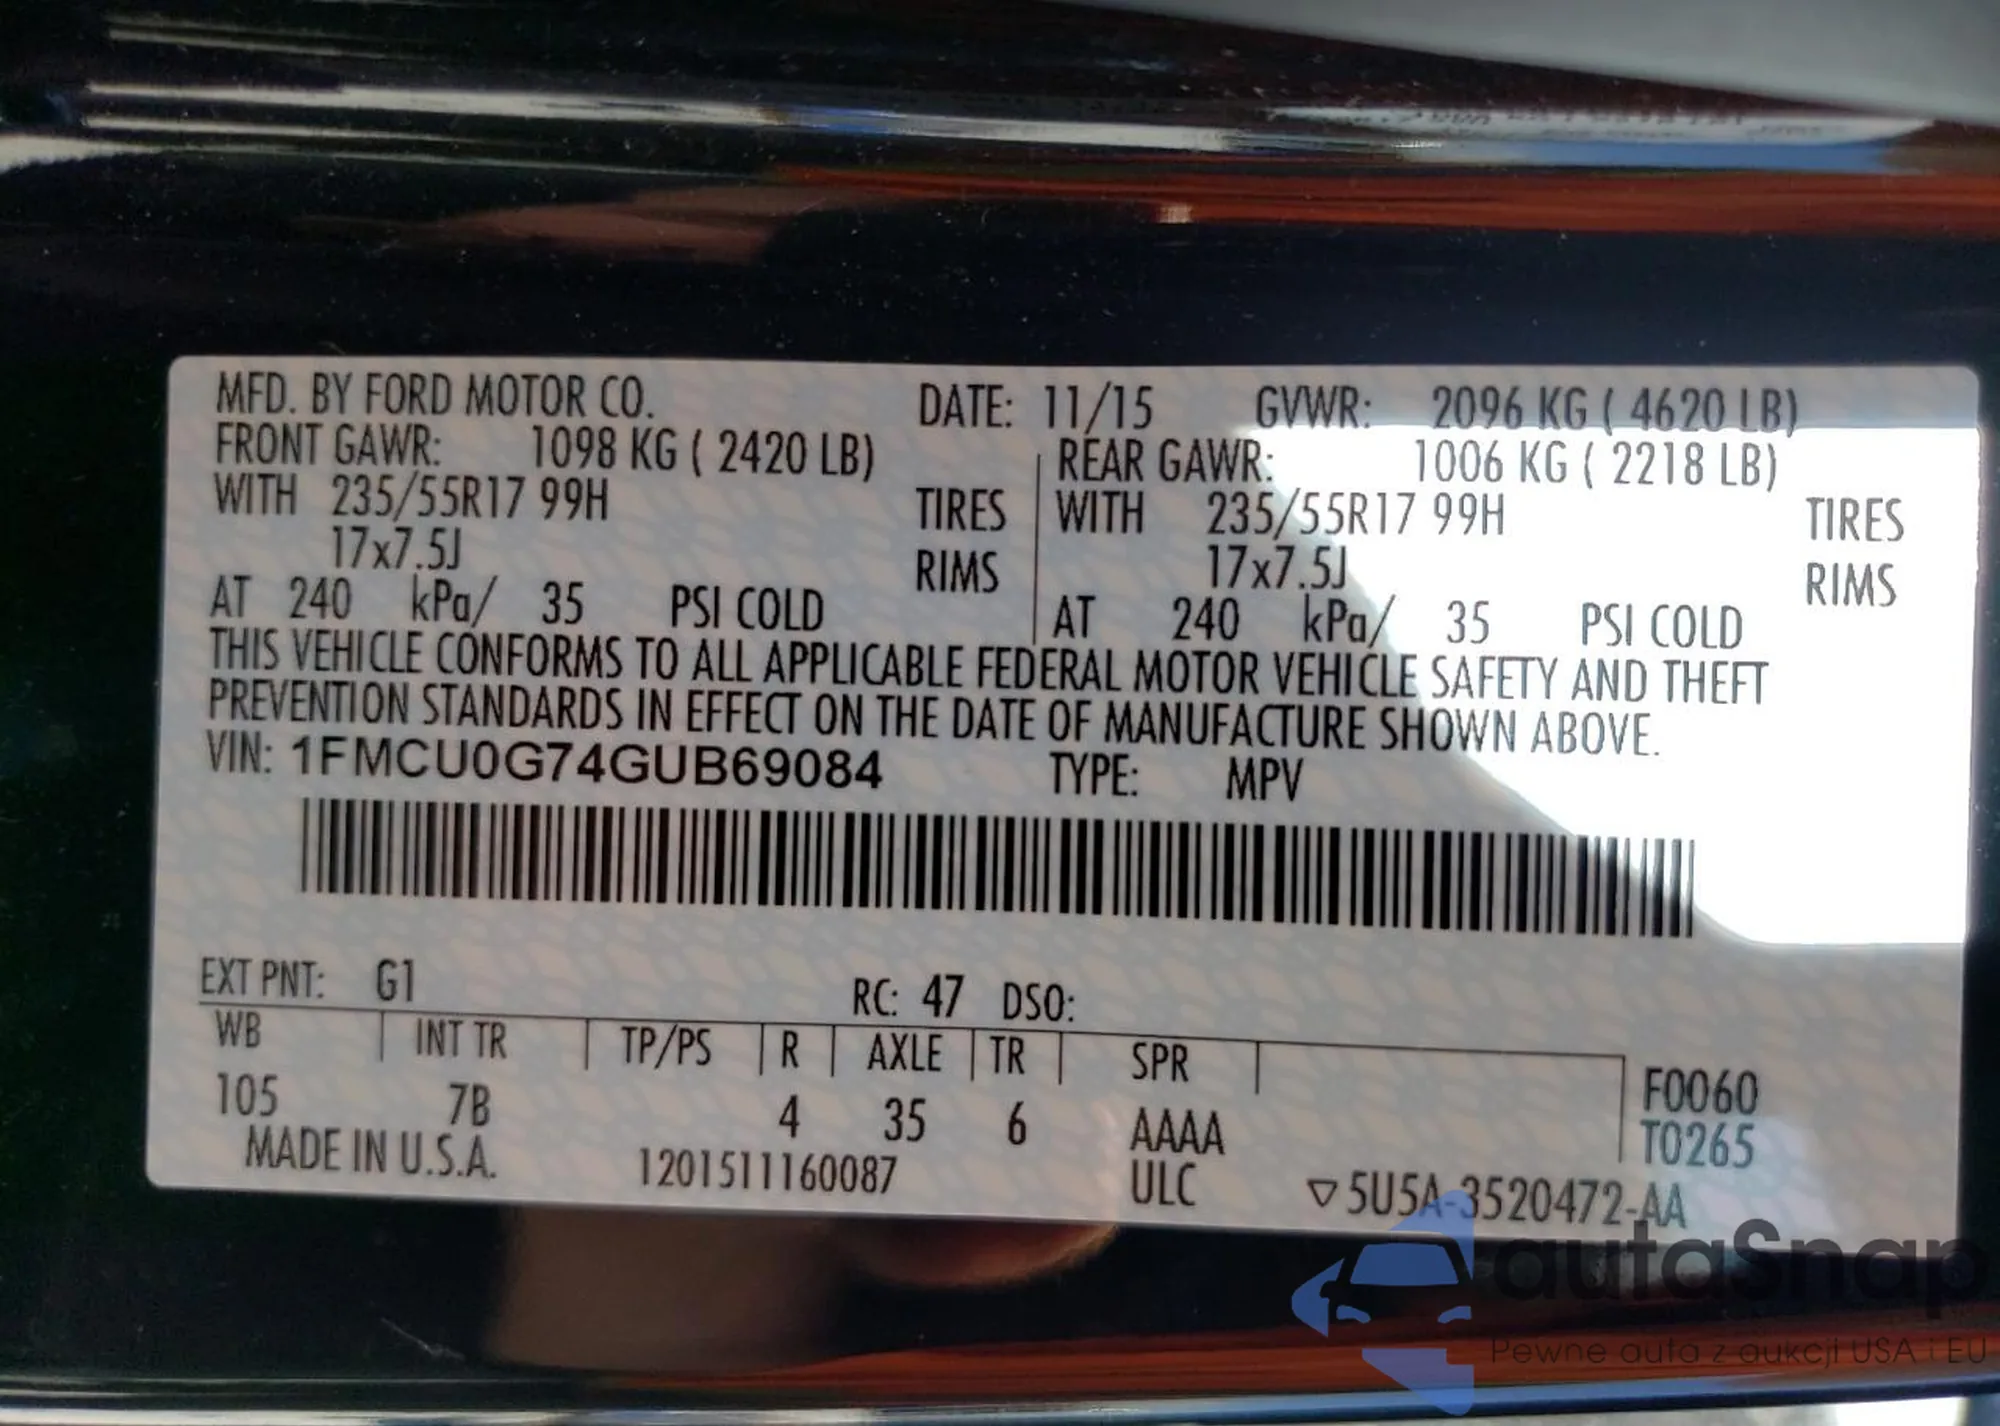 MFD. BY FORD MOTOR CO. DATE: 11/15 GVWR: 2096 KG ( 4620 LB)
FRONT GAWR: 1098 KG ( 2420 LB) REAR GAWR: 1006 KG ( 2218 LB)
WITH 235/55R17 99H TIRES WITH 235/55R17 99H TIRES
17x7.5J RIMS 17x7.5J RIMS
AT 240 kPa/ 35 PSI COLD AT 240 kPa/ 35 PSI COLD
THIS VEHICLE CONFORMS TO ALL APPLICABLE FEDERAL MOTOR VEHICLE SAFETY AND THEFT
PREVENTION STANDARDS IN EFFECT ON THE DATE OF MANUFACTURE SHOWN ABOVE.
VIN: 1FMCU0G74GUB69084 TYPE: MPV
EXT PNT: G1 RC: 47 DSO:
WB INT TR TP/PS R AXLE TR SPR
105 7B 4 35 6 AAAA F0060
T0265
MADE IN U.S.A. 1201511160087 ULC ▽5U5A-3520472-AA
autaSnap
Pewne auta z aukcji USA i EU